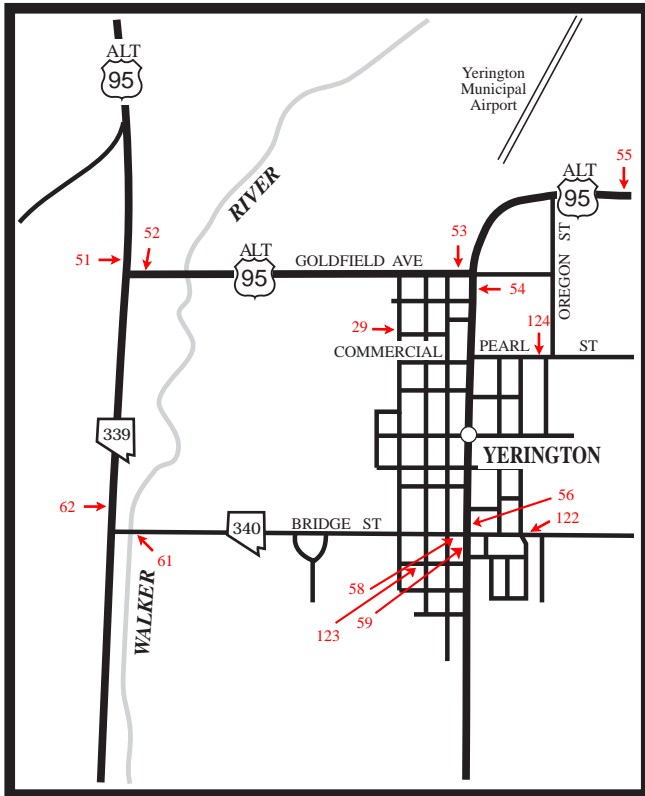 ALT
95
Yerington
Municipal
Airport
55
ALT
95
RIVER
52
53
51
ALT
95
GOLDFIELD AVE
54
OREGON ST
29
124
COMMERCIAL
PEARL ST
339
YERINGTON
62
56
122
340
BRIDGE ST
61
58
59
123
WALKER